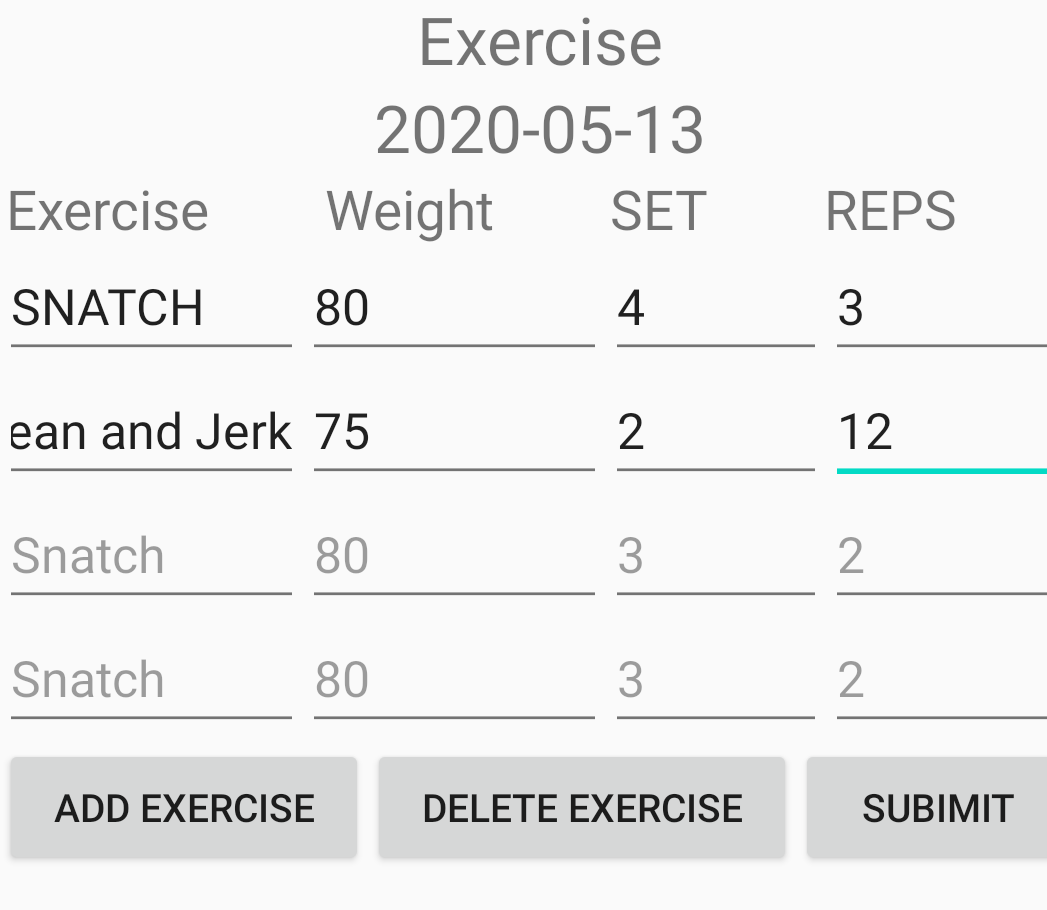 Exercise
2020-05-13
Exercise Weight SET REPS
SNATCH 80 4 3
ean and Jerk 75 2 12
Snatch 80 3 2
Snatch 80 3 2
ADD EXERCISE DELETE EXERCISE SUBIMIT